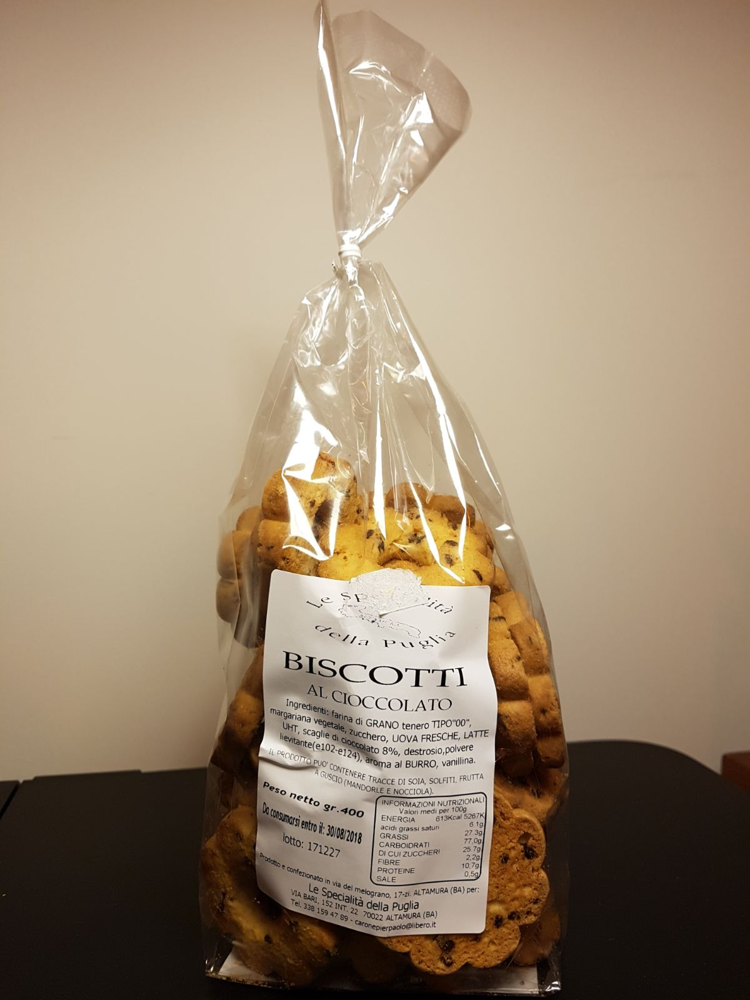 Le SP lità
della Puglia
BISCOTTI
AL CIOCCOLATO
Ingredienti: farina di GRANO tenero TIPO"00",
margariana vegetale, zucchero, UOVA FRESCHE, LATTE
UHT, scaglie di cioccolato 8%, destrosio,polvere
lievitante(e102-e124), aroma al BURRO, vanillina.
IL PRODOTTO PUO' CONTENERE TRACCE DI SOIA, SOLFITI, FRUTTA
A GUSCIO (MANDORLE E NOCCIOLA).
Peso netto gr.400
Da consumarsi entro il: 30/08/2018
lotto: 171227
INFORMAZIONI NUTRIZIONALI
Valori medi per 100g
ENERGIA 613Kcal 5267K
acidi grassi saturi 6.1g
GRASSI 27.3g
CARBOIDRATI 77,0g
DI CUI ZUCCHERI 25.7g
FIBRE 2,2g
PROTEINE 10,7g
SALE 0,5g
Prodotto e confezionato in via del melograno, 17-zi. ALTAMURA (BA) per:
Le Specialità della Puglia
VIA BARI, 152 INT. 22 70022 ALTAMURA (BA)
Tel. 338 159 47 89 - caronepierpaolo@libero.it